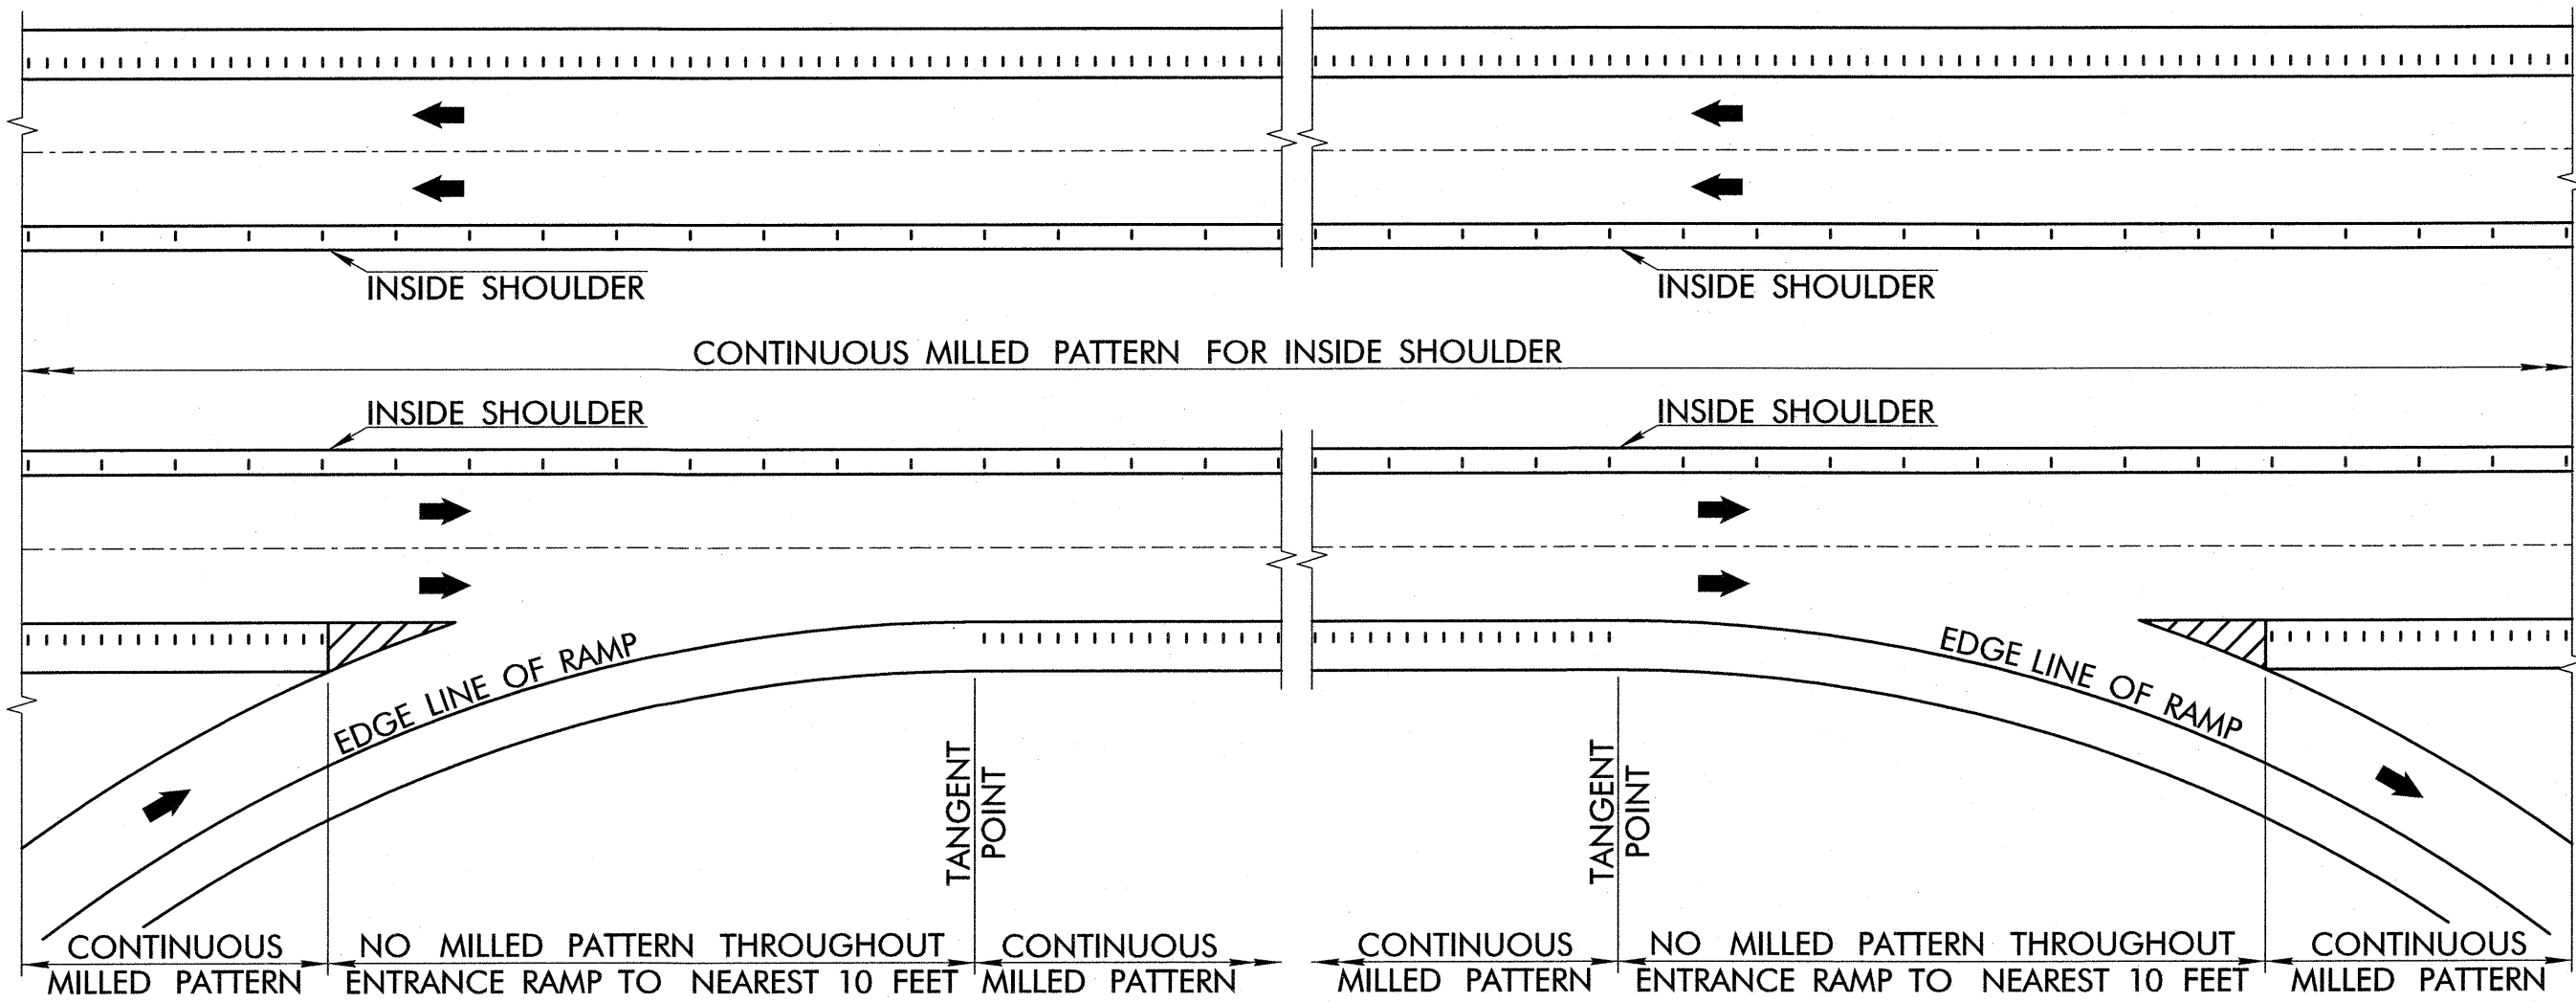 INSIDE SHOULDER
INSIDE SHOULDER
CONTINUOUS MILLED PATTERN FOR INSIDE SHOULDER
INSIDE SHOULDER
INSIDE SHOULDER
EDGE LINE OF RAMP
EDGE LINE OF RAMP
TANGENT
POINT
TANGENT
POINT
CONTINUOUS
MILLED PATTERN
NO MILLED PATTERN THROUGHOUT
ENTRANCE RAMP TO NEAREST 10 FEET
CONTINUOUS
MILLED PATTERN
CONTINUOUS
MILLED PATTERN
NO MILLED PATTERN THROUGHOUT
ENTRANCE RAMP TO NEAREST 10 FEET
CONTINUOUS
MILLED PATTERN